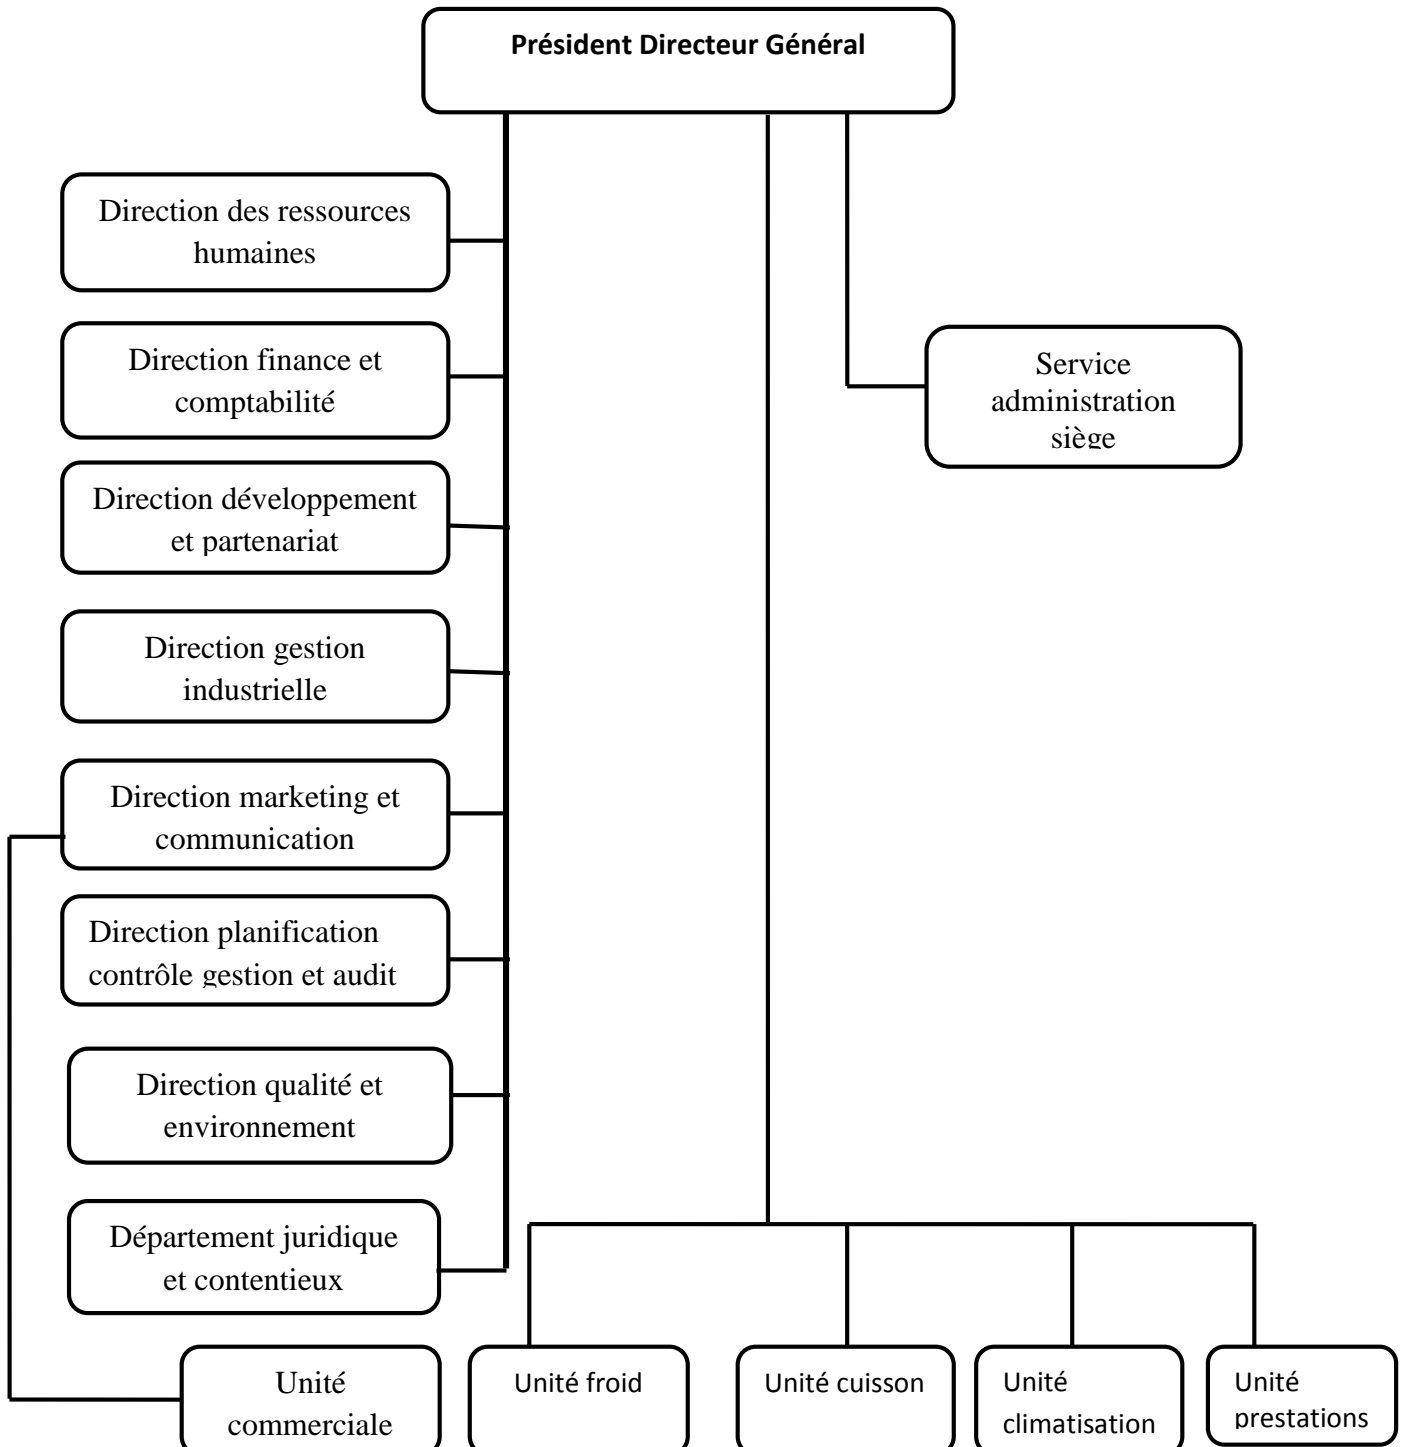 Président Directeur Général
Direction des ressources
humaines
Direction finance et
comptabilité
Service
administration
siège
Direction développement
et partenariat
Direction gestion
industrielle
Direction marketing et
communication
Direction planification
contrôle gestion et audit
Direction qualité et
environnement
Département juridique
et contentieux
Unité
commerciale
Unité froid
Unité cuisson
Unité
climatisation
Unité
prestations